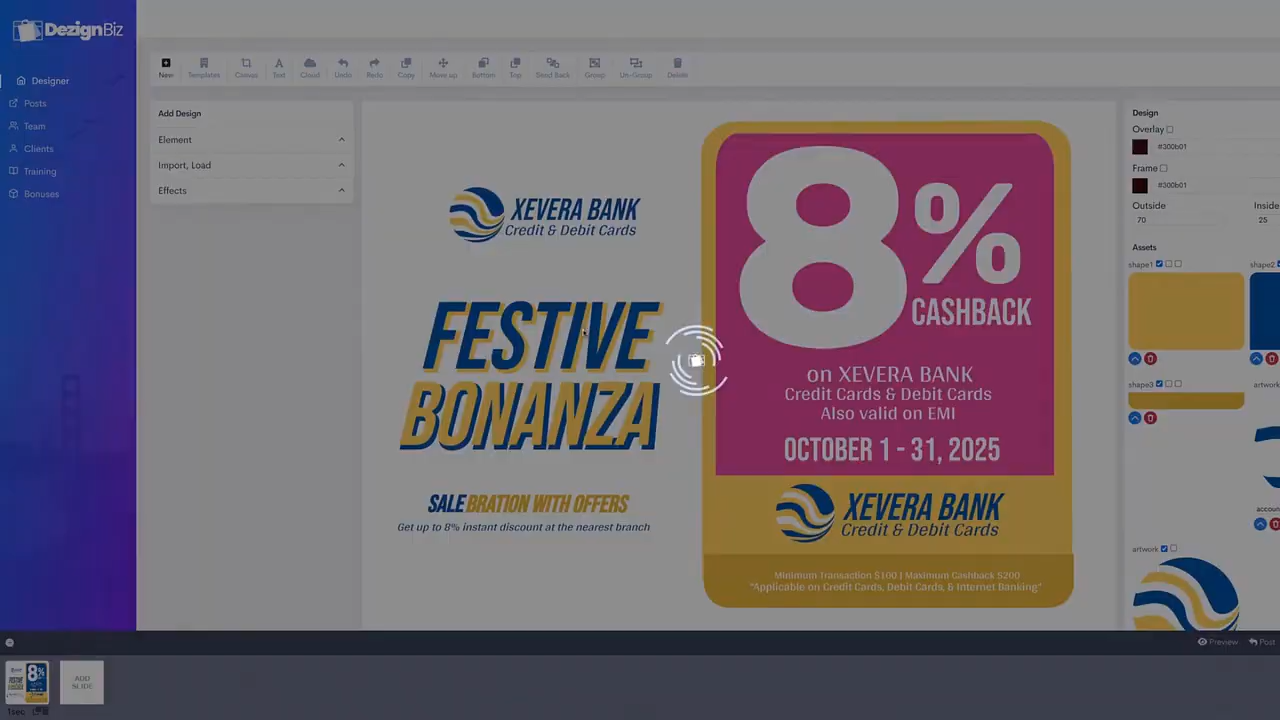 DezignBiz
Designer
Posts
Team
Clients
Training
Bonuses
New
Templates
Canvas
Text
Cloud
Undo
Redo
Copy
Move up
Bottom
Top
Send Back
Group
Un-Group
Delete
Add Design
Element
Import, Load
Effects
XEVERA BANK
Credit & Debit Cards
FESTIVE
BONANZA
SALEBRATION WITH OFFERS
Get up to 8% instant discount at the nearest branch
8%
CASHBACK
on XEVERA BANK
Credit Cards & Debit Cards
Also valid on EMI
OCTOBER 1 - 31, 2025
XEVERA BANK
Credit & Debit Cards
Minimum Transaction $100 | Maximum Cashback $200
"Applicable on Credit Cards, Debit Cards, & Internet Banking"
Design
Overlay
#300b01
Frame
#300b01
Outside
Inside
70
25
Assets
shape1
shape2
shape3
artwork
accoun
artwork
Preview
Post
8%
ADD
SLIDE
1sec